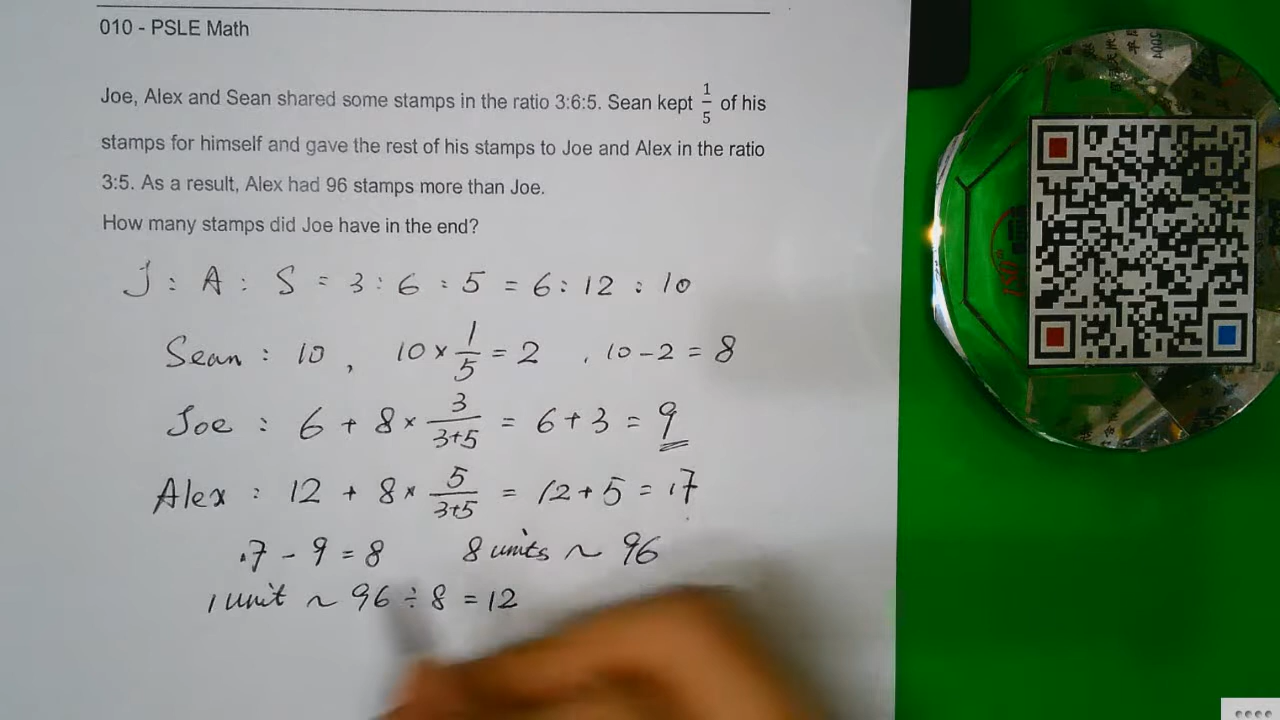 010 - PSLE Math
Joe, Alex and Sean shared some stamps in the ratio 3:6:5. Sean kept 1/5 of his
stamps for himself and gave the rest of his stamps to Joe and Alex in the ratio
3:5. As a result, Alex had 96 stamps more than Joe.
How many stamps did Joe have in the end?
J : A : S = 3 : 6 : 5 = 6 : 12 : 10
Sean : 10 , 10 × 1/5 = 2 , 10 - 2 = 8
Joe : 6 + 8 × 3/(3+5) = 6 + 3 = 9
Alex : 12 + 8 × 5/(3+5) = 12 + 5 = 17
17 - 9 = 8 8 units ~ 96
1 unit ~ 96 ÷ 8 = 12